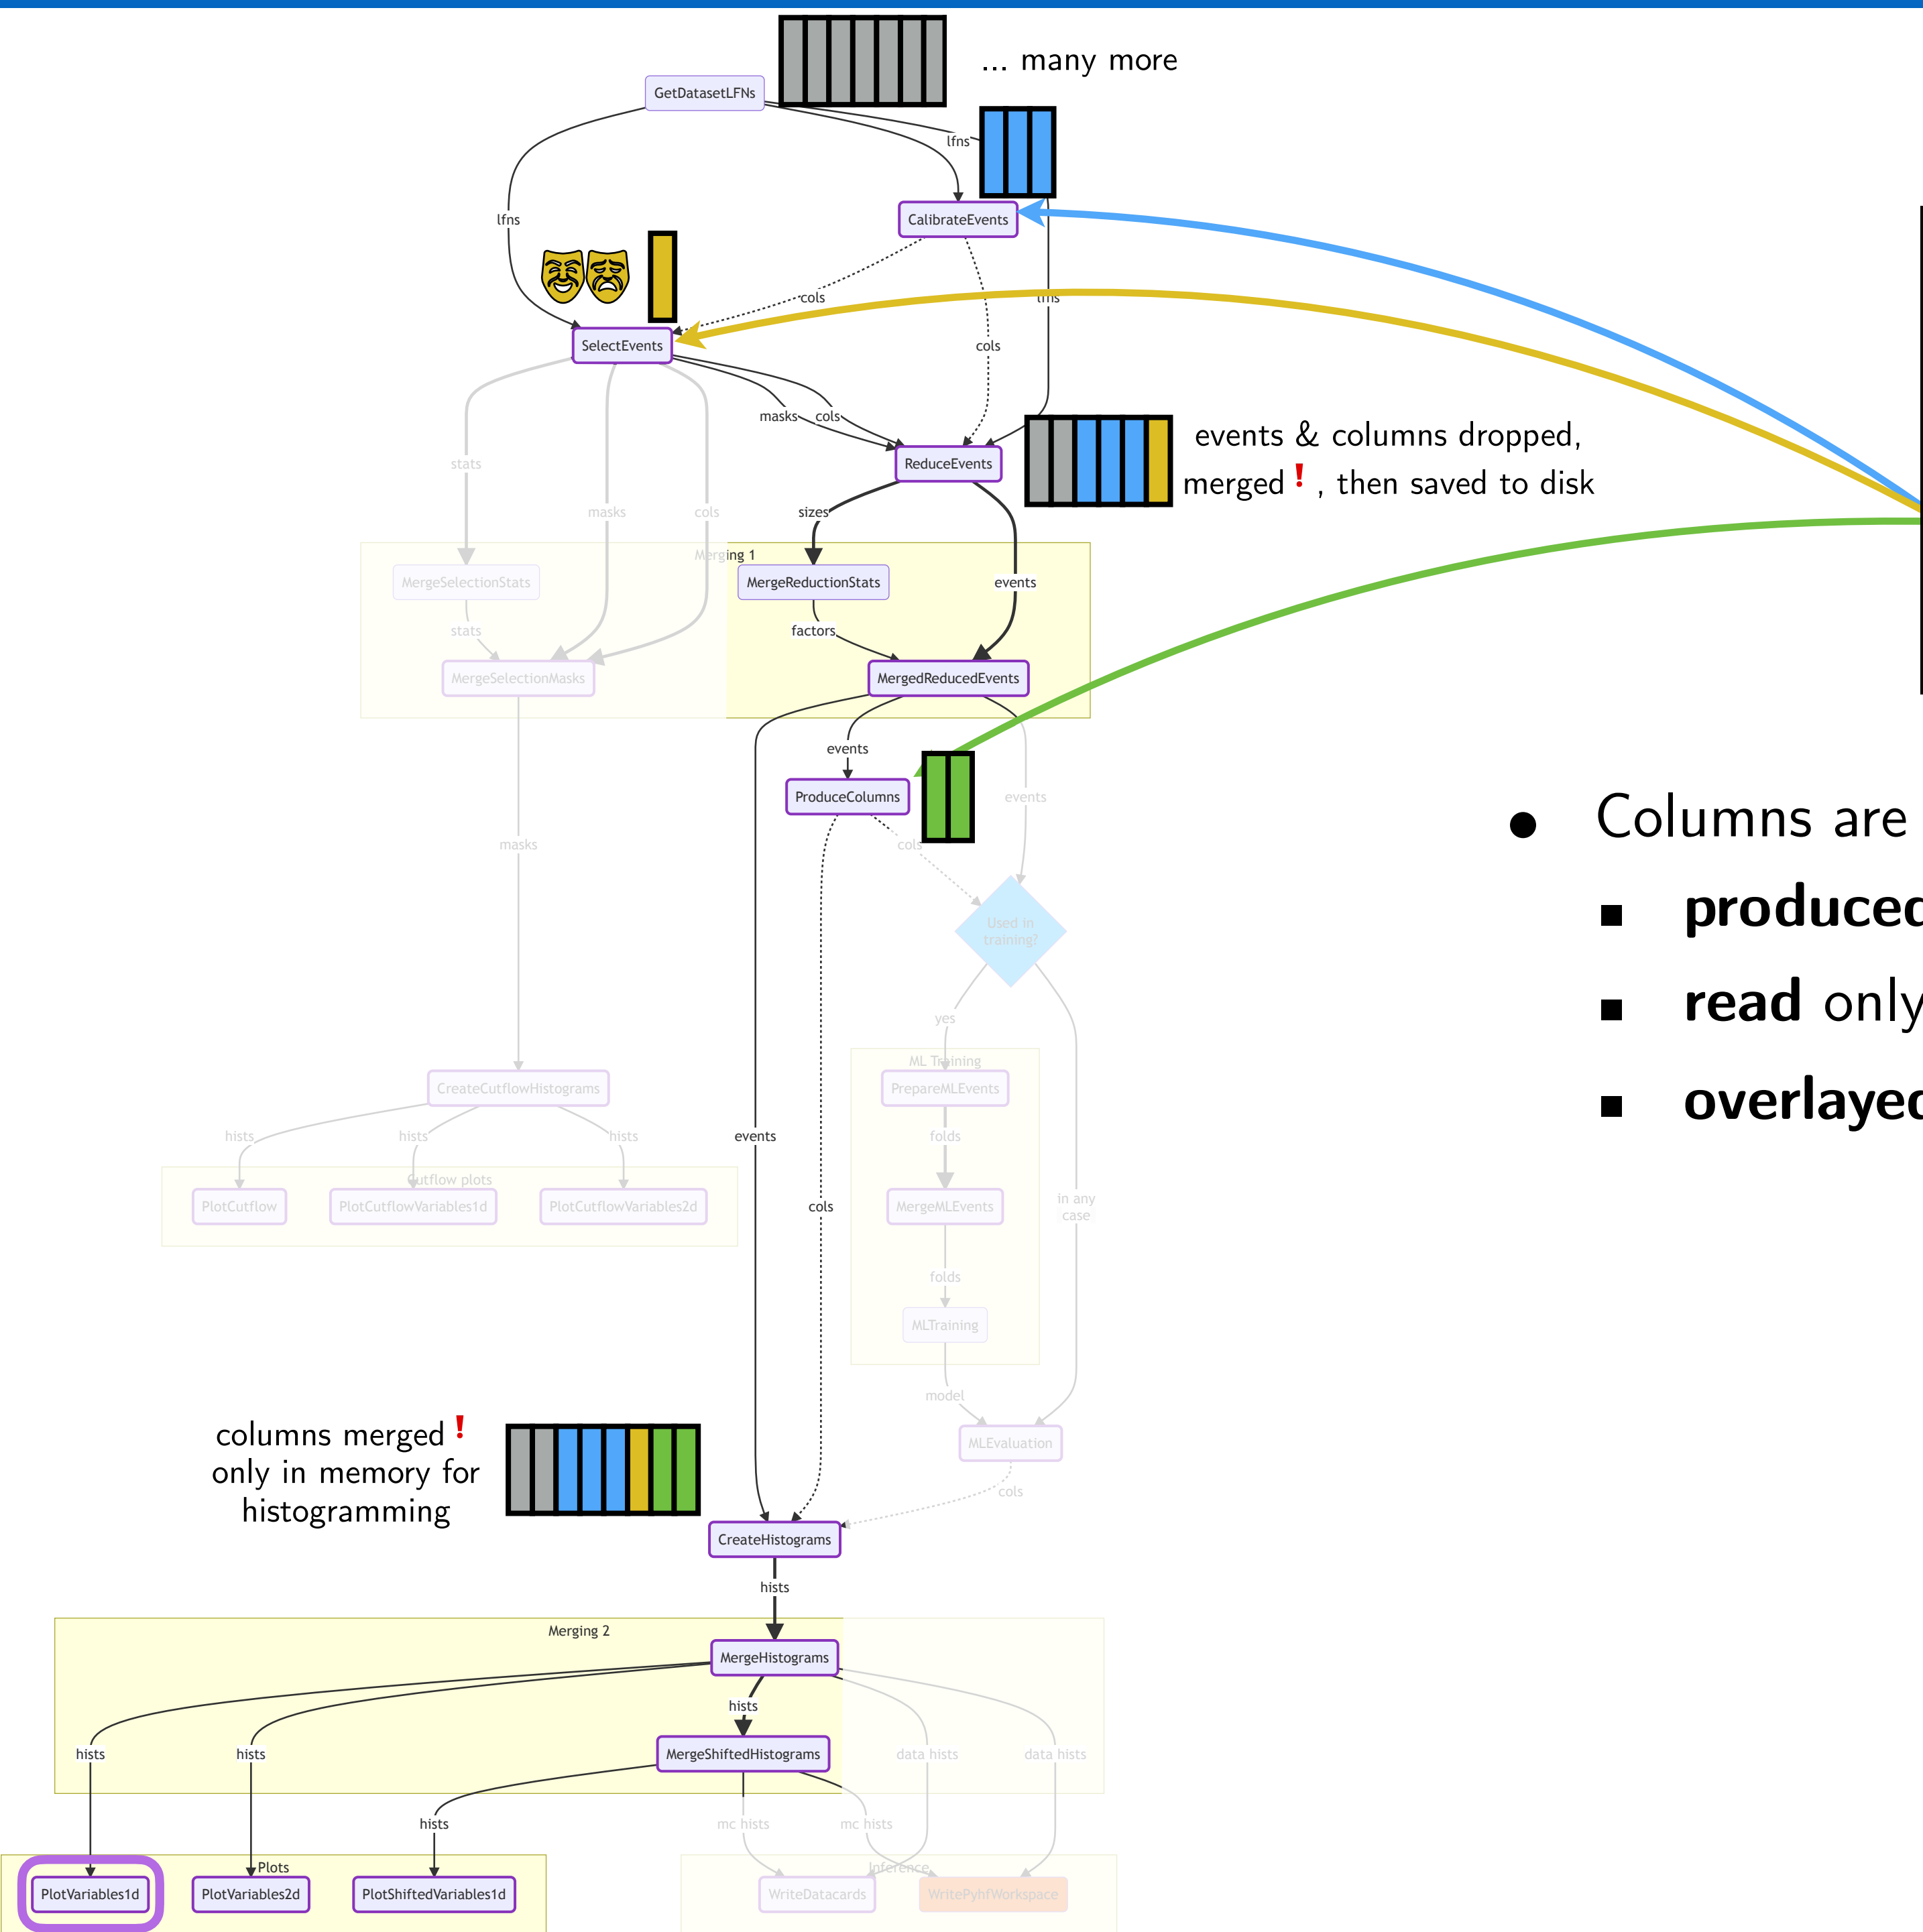 ... many more
GetDatasetLFNs
lfns
CalibrateEvents
lfns
cols
lfns
SelectEvents
cols
masks
cols
events & columns dropped,
merged ! , then saved to disk
ReduceEvents
stats
masks
cols
sizes
Merging 1
MergeSelectionStats
MergeReductionStats
events
stats
factors
MergeSelectionMasks
MergedReducedEvents
events
ProduceColumns
events
Columns are
masks
cols
produced
Used in
training?
read only
yes
ML Training
CreateCutflowHistograms
PrepareMLEvents
overlayed
hists
hists
hists
events
folds
Cutflow plots
PlotCutflow
PlotCutflowVariables1d
PlotCutflowVariables2d
cols
MergeMLEvents
in any
case
folds
MLTraining
model
columns merged !
only in memory for
histogramming
MLEvaluation
cols
CreateHistograms
hists
Merging 2
MergeHistograms
hists
hists
hists
MergeShiftedHistograms
data hists
data hists
hists
mc hists
mc hists
Plots
Inference
PlotVariables1d
PlotVariables2d
PlotShiftedVariables1d
WriteDatacards
WritePyhfWorkspace